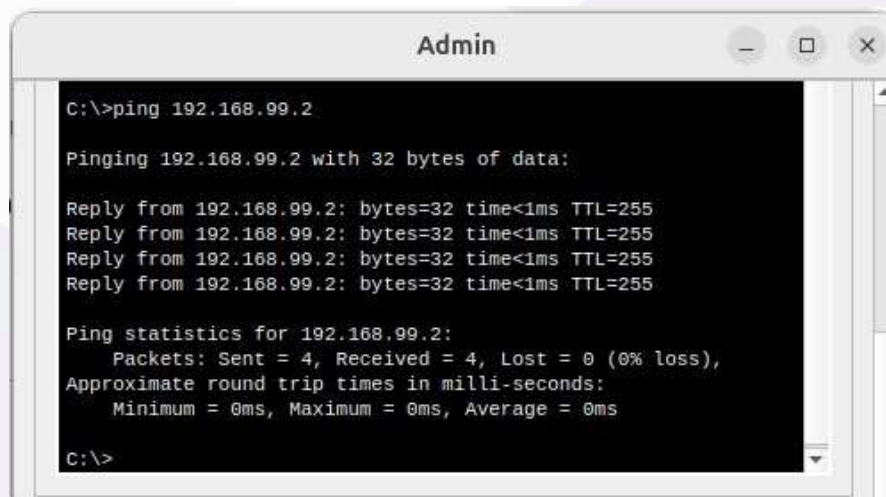 Admin
C:\>ping 192.168.99.2
Pinging 192.168.99.2 with 32 bytes of data:
Reply from 192.168.99.2: bytes=32 time<1ms TTL=255
Reply from 192.168.99.2: bytes=32 time<1ms TTL=255
Reply from 192.168.99.2: bytes=32 time<1ms TTL=255
Reply from 192.168.99.2: bytes=32 time<1ms TTL=255
Ping statistics for 192.168.99.2:
    Packets: Sent = 4, Received = 4, Lost = 0 (0% loss),
Approximate round trip times in milli-seconds:
    Minimum = 0ms, Maximum = 0ms, Average = 0ms
C:\>